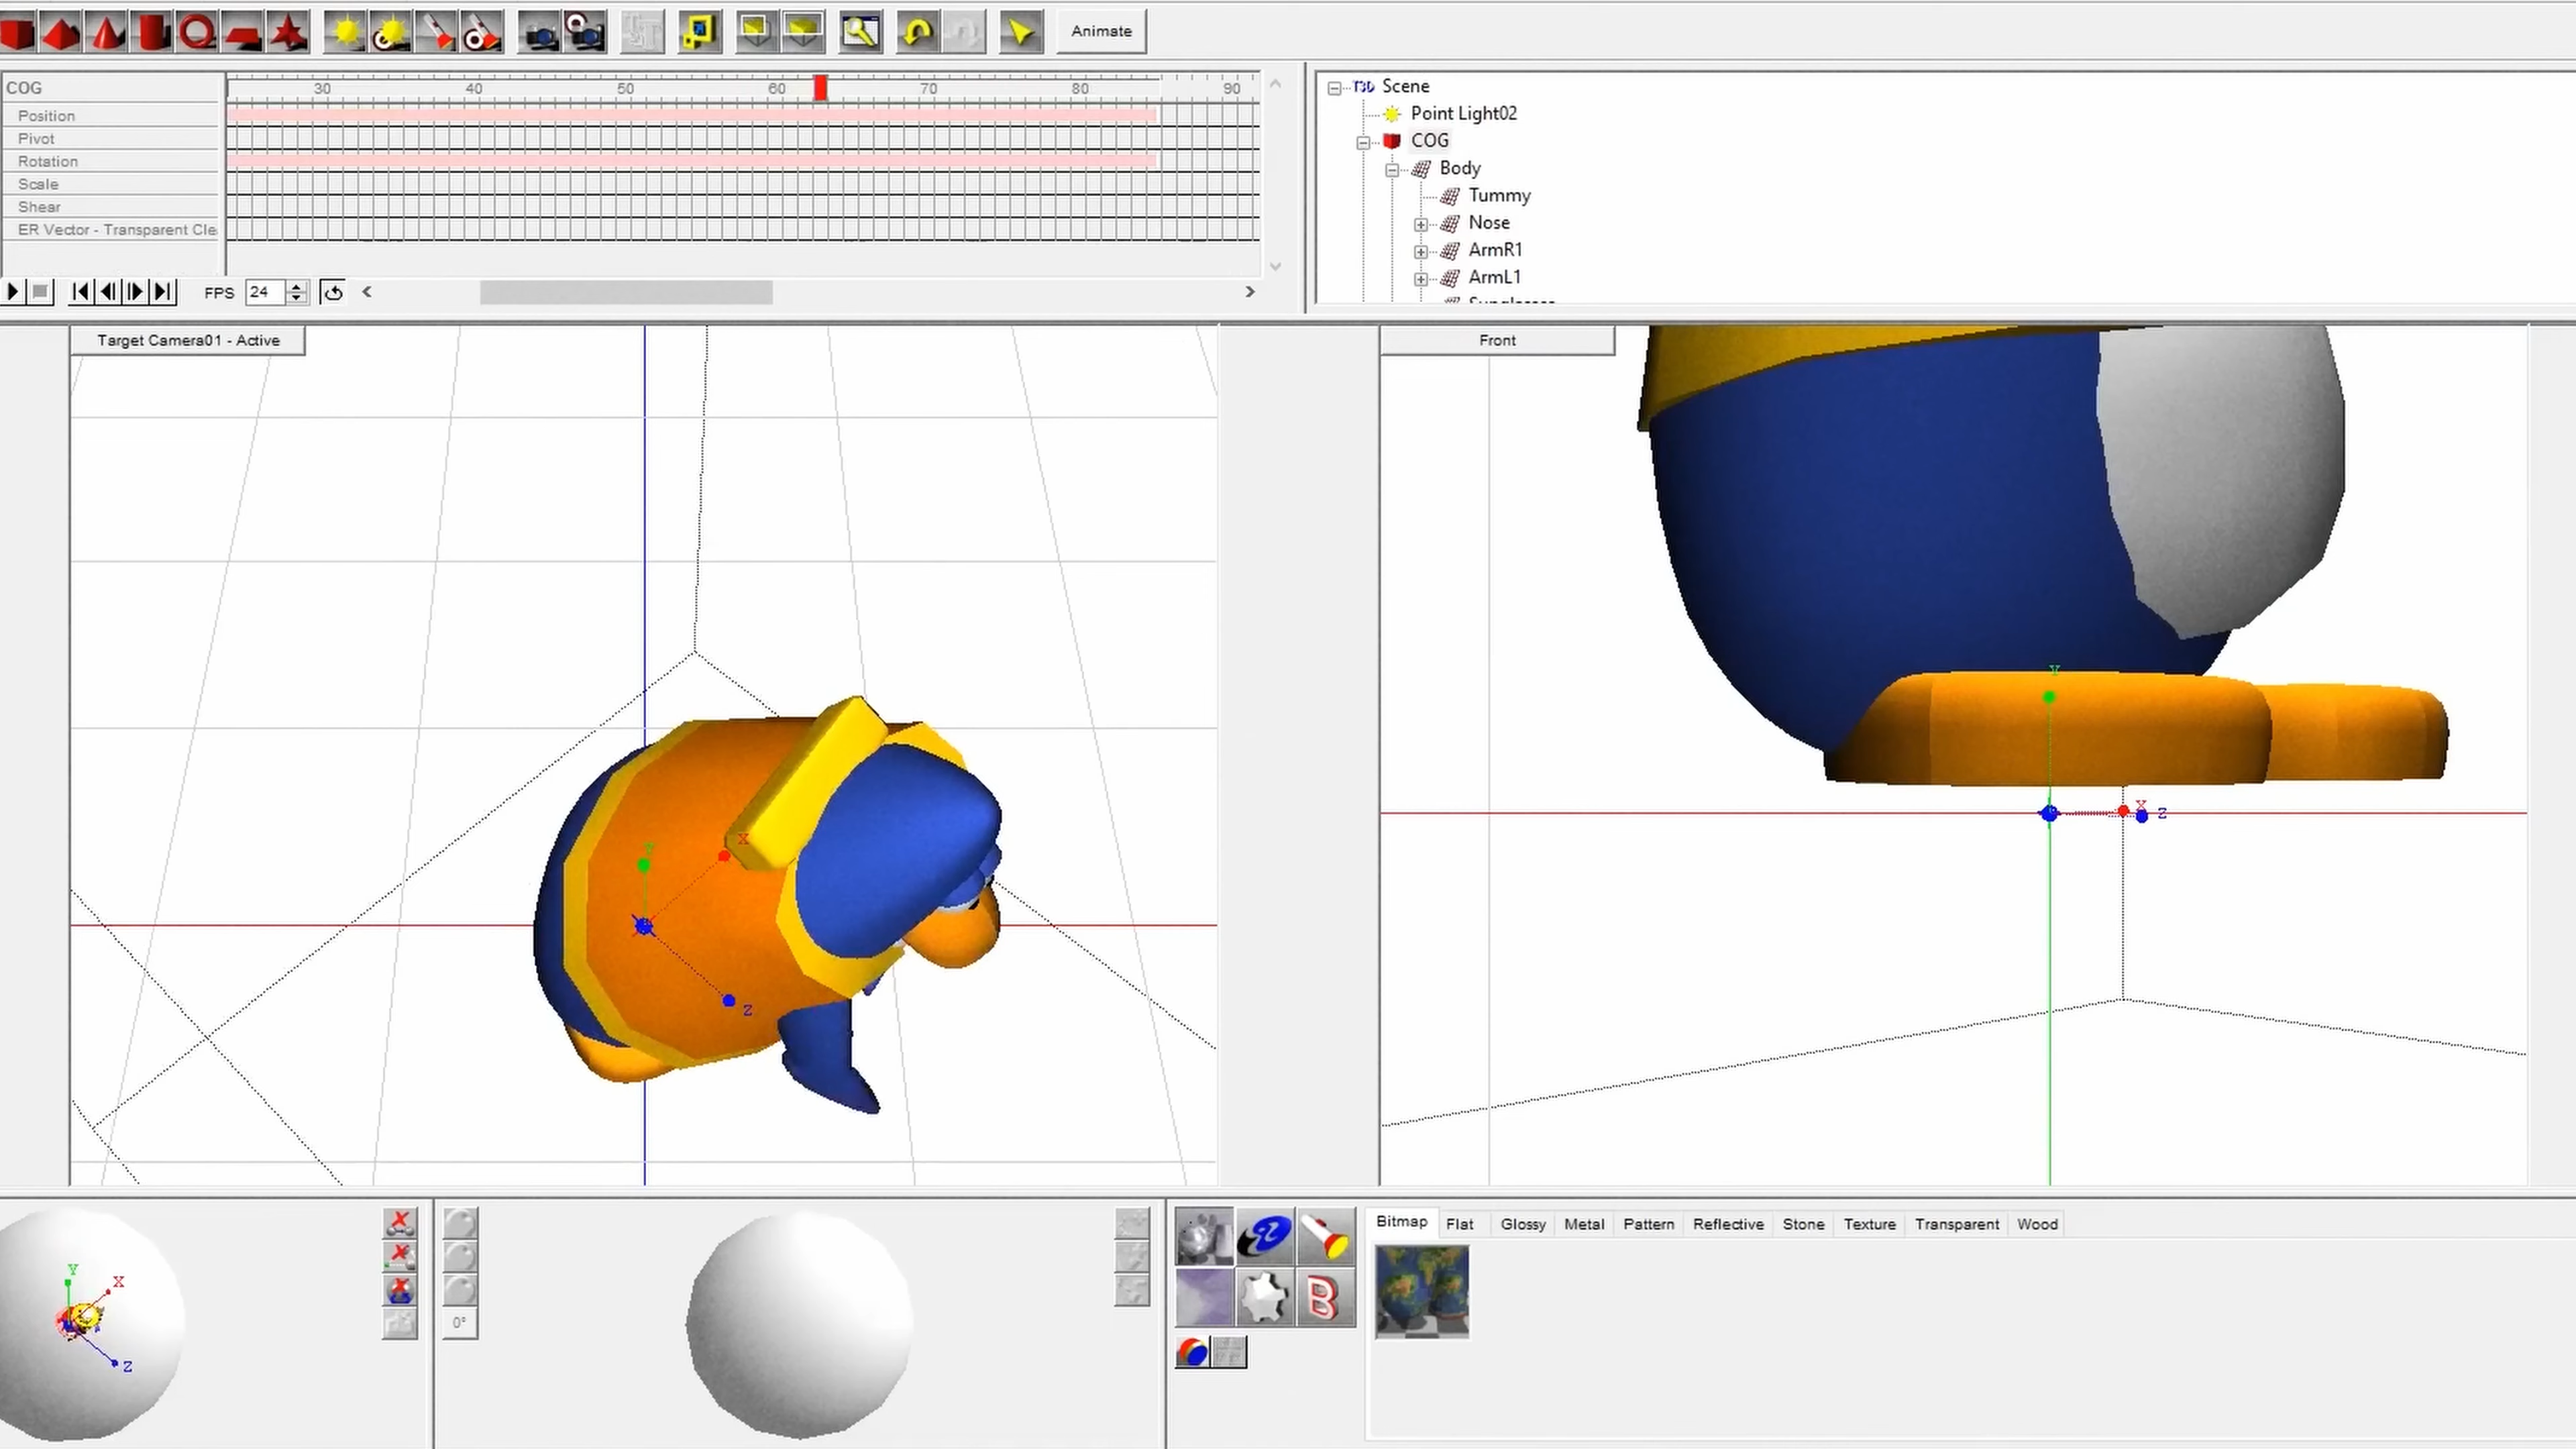 Animate
COG
30 40 50 60 70 80 90
Position
Pivot
Rotation
Scale
Shear
ER Vector - Transparent Cle
FPS 24
T3D Scene
Point Light02
COG
Body
Tummy
Nose
ArmR1
ArmL1
Sunglasses
Target Camera01 - Active
Front
Y
X
Z
Y
X
Z
Y
X
Z
0°
B
Bitmap Flat Glossy Metal Pattern Reflective Stone Texture Transparent Wood